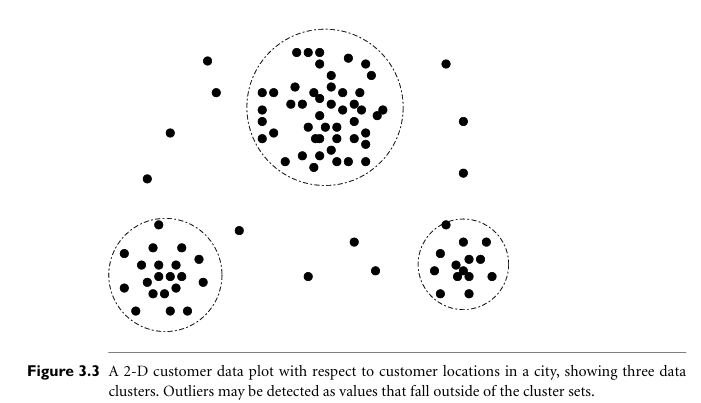 Figure 3.3 A 2-D customer data plot with respect to customer locations in a city, showing three data
clusters. Outliers may be detected as values that fall outside of the cluster sets.